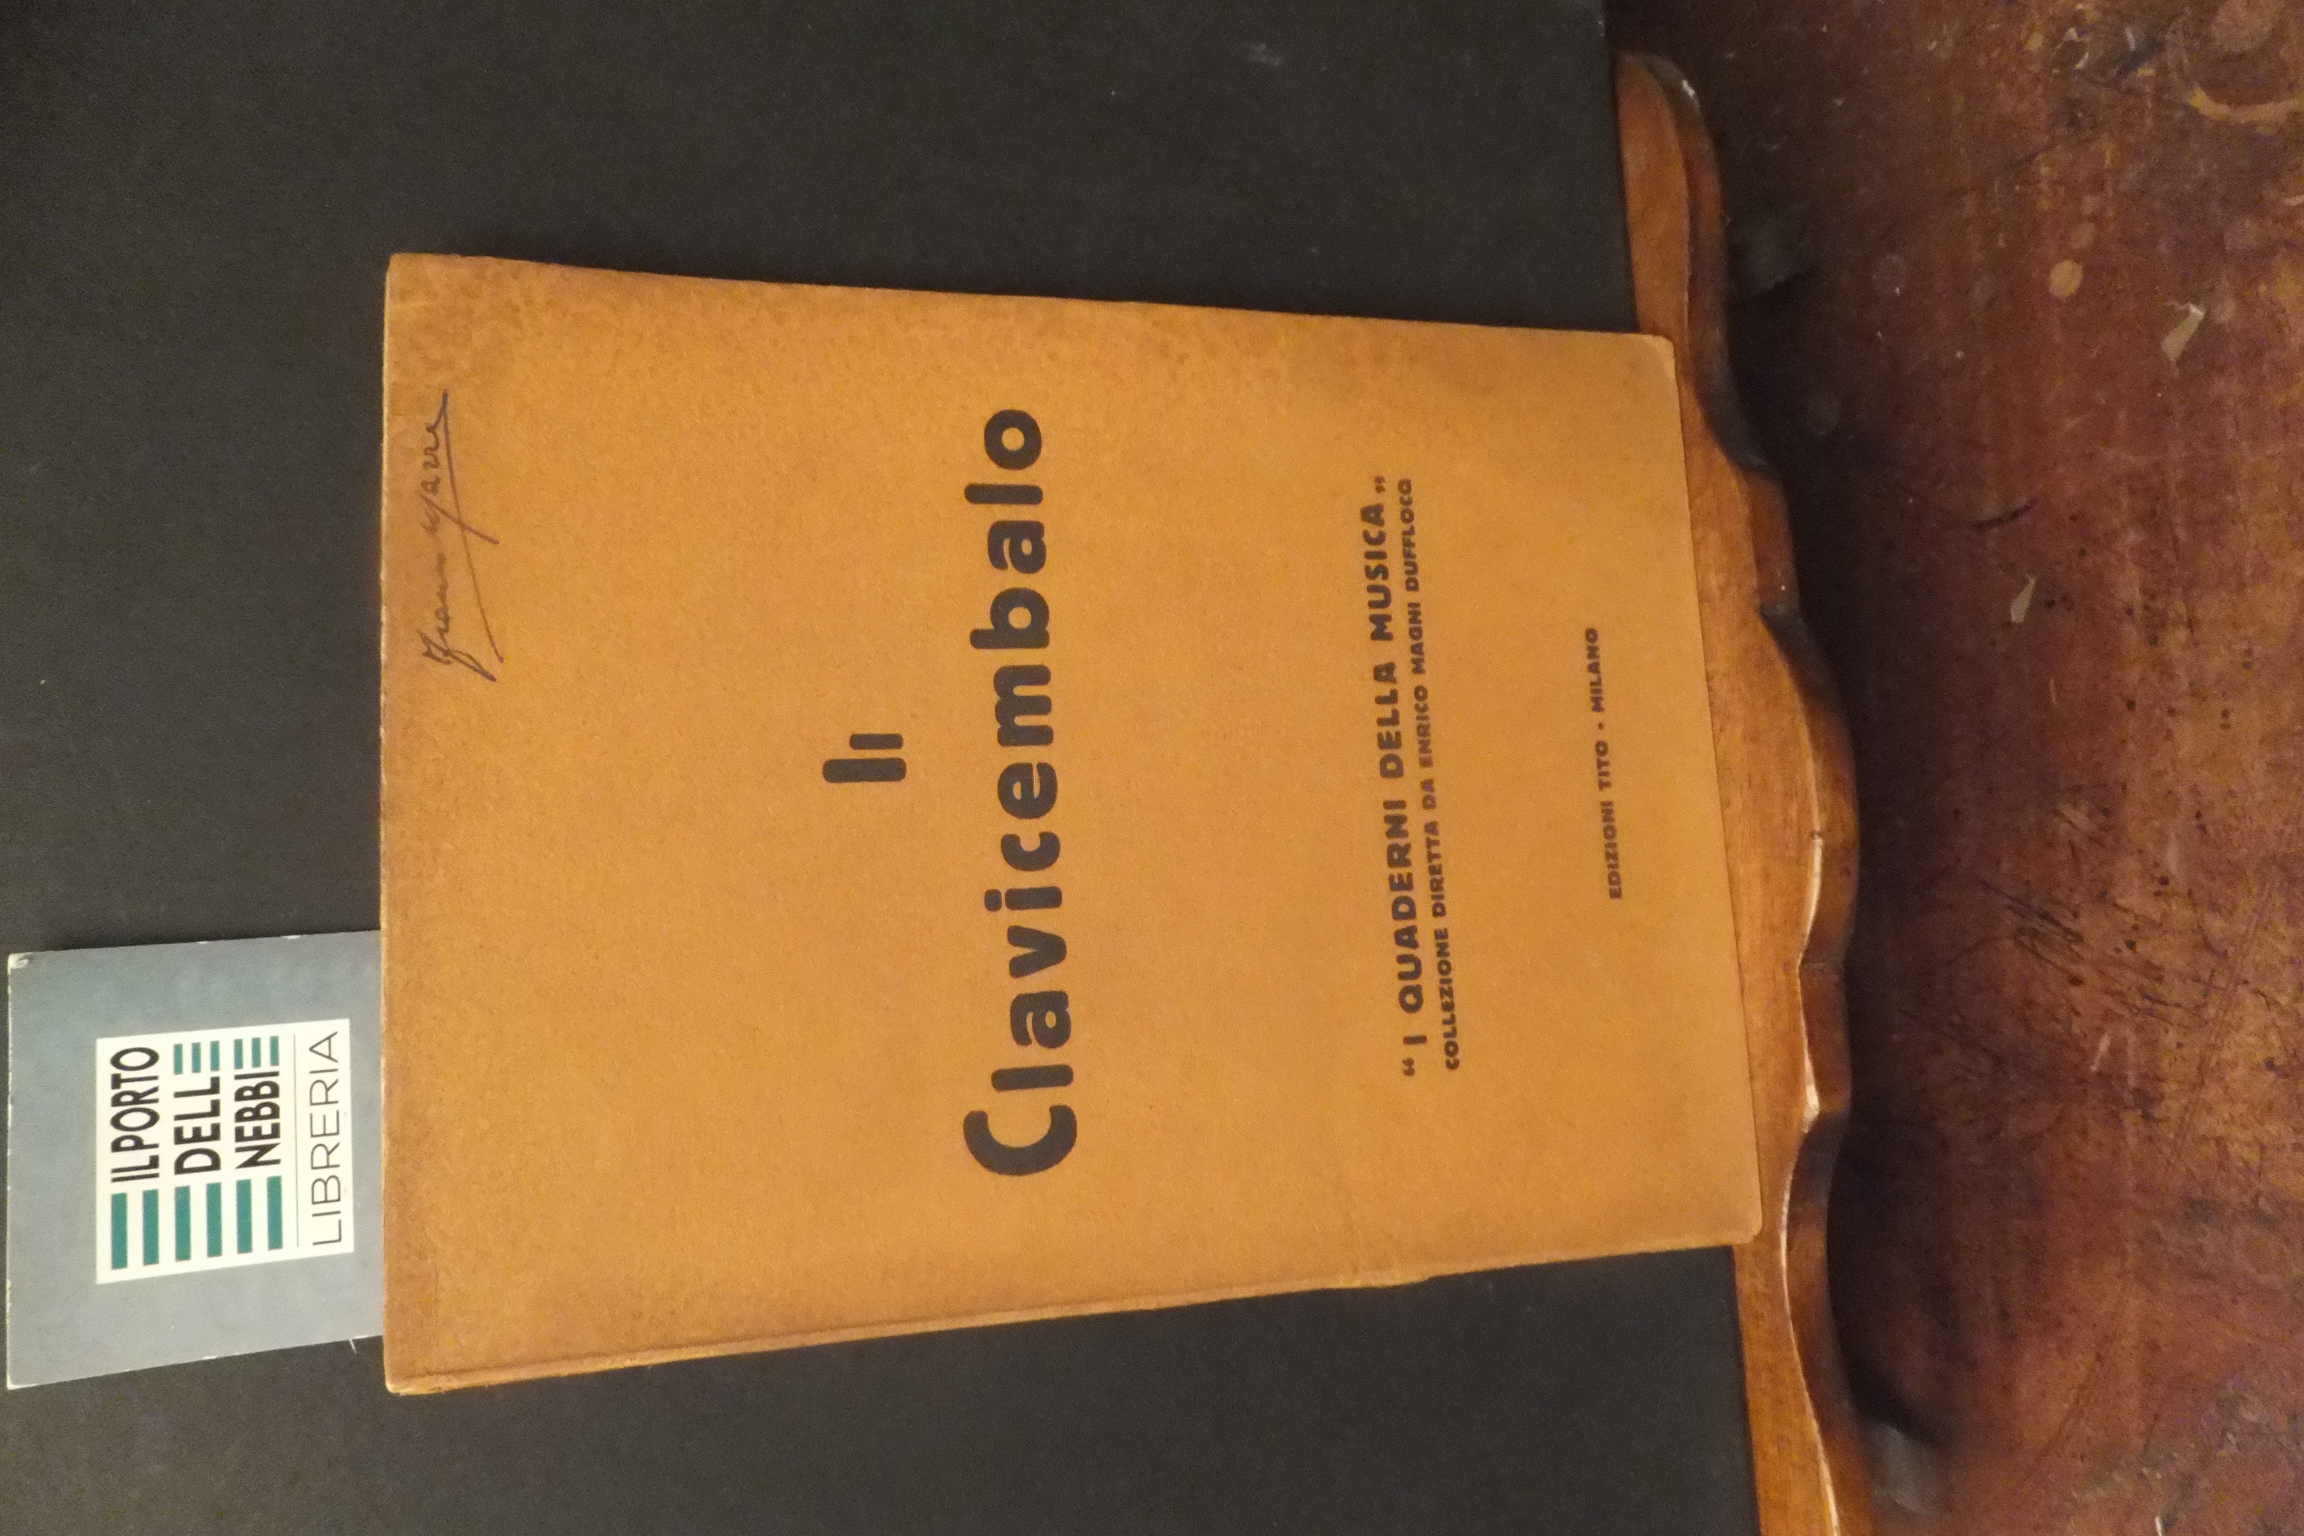 IL PORTO
DELLE
NEBBIE
LIBRERIA
Il
Clavicembalo
“ I QUADERNI DELLA MUSICA „
COLLEZIONE DIRETTA DA ENRICO MAGNI DUFFLOCQ
EDIZIONI TITO • MILANO